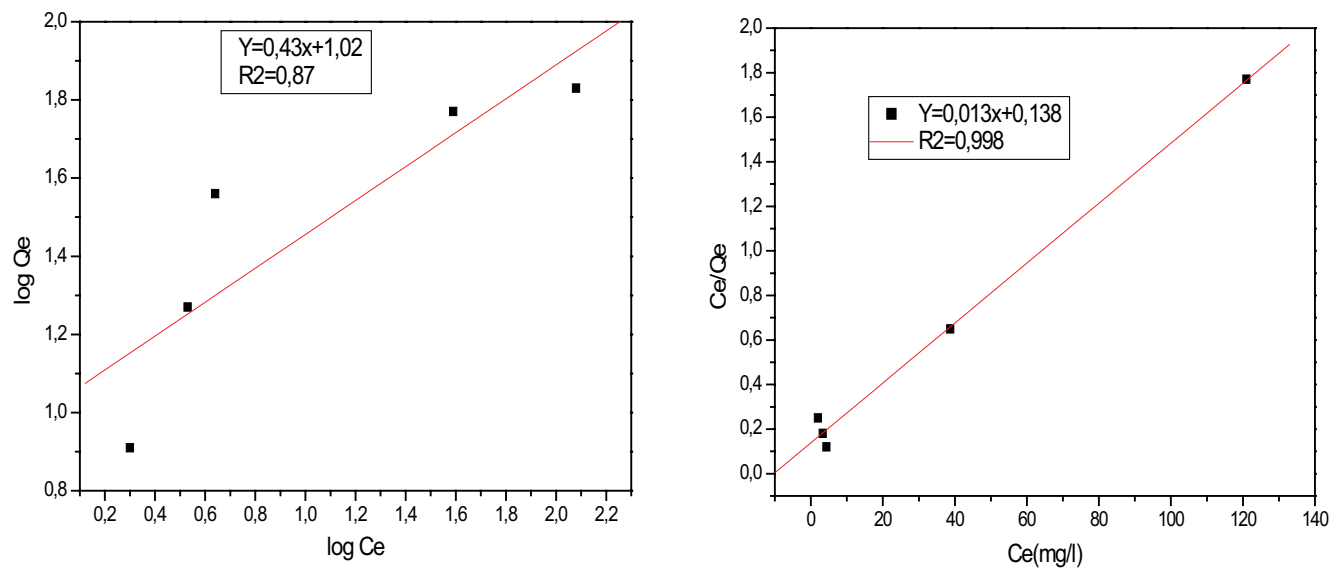 2,0
1,8
1,6
1,4
1,2
1,0
0,8
log Qe
Y=0,43x+1,02
R2=0,87
0,2 0,4 0,6 0,8 1,0 1,2 1,4 1,6 1,8 2,0 2,2
log Ce
2,0
1,8
1,6
1,4
1,2
1,0
0,8
0,6
0,4
0,2
0,0
Ce/Qe
Y=0,013x+0,138
R2=0,998
0 20 40 60 80 100 120 140
Ce(mg/l)